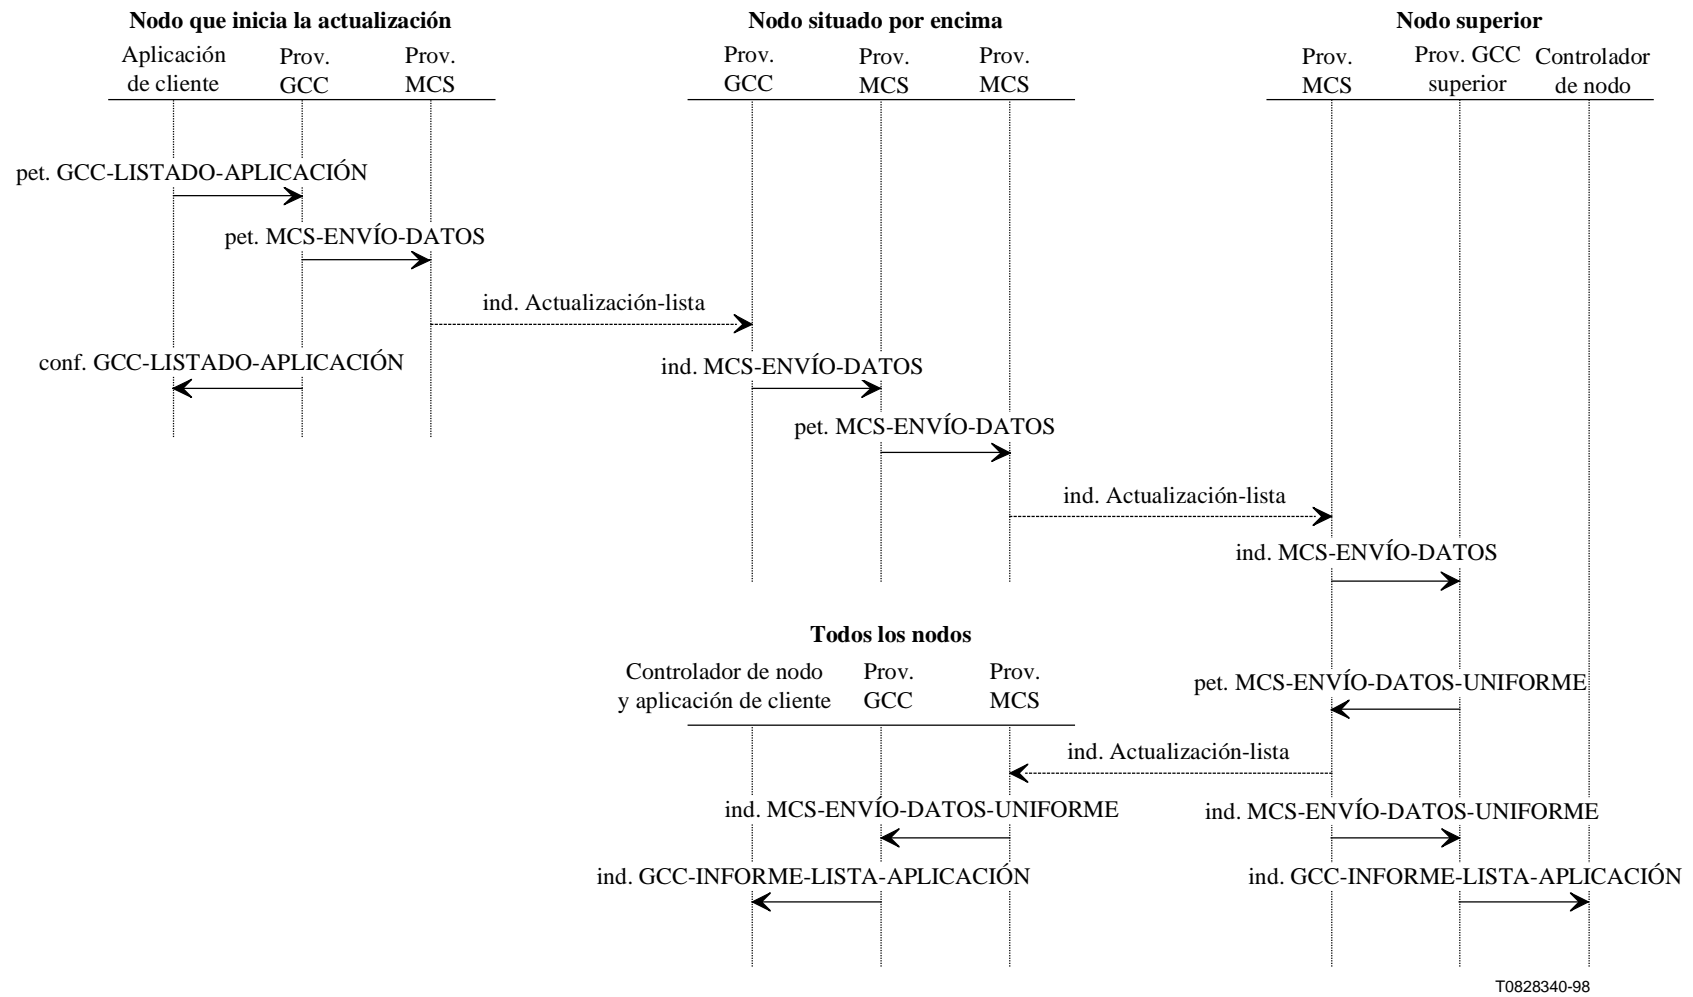 Nodo que inicia la actualización
Nodo situado por encima
Nodo superior
Aplicación
de cliente
Prov.
GCC
Prov.
MCS
Prov.
GCC
Prov.
MCS
Prov.
MCS
Prov.
MCS
Prov. GCC
superior
Controlador
de nodo
pet. GCC-LISTADO-APLICACIÓN
pet. MCS-ENVÍO-DATOS
ind. Actualización-lista
conf. GCC-LISTADO-APLICACIÓN
ind. MCS-ENVÍO-DATOS
pet. MCS-ENVÍO-DATOS
ind. Actualización-lista
ind. MCS-ENVÍO-DATOS
Todos los nodos
Controlador de nodo
y aplicación de cliente
Prov.
GCC
Prov.
MCS
pet. MCS-ENVÍO-DATOS-UNIFORME
ind. Actualización-lista
ind. MCS-ENVÍO-DATOS-UNIFORME
ind. MCS-ENVÍO-DATOS-UNIFORME
ind. GCC-INFORME-LISTA-APLICACIÓN
ind. GCC-INFORME-LISTA-APLICACIÓN
T0828340-98